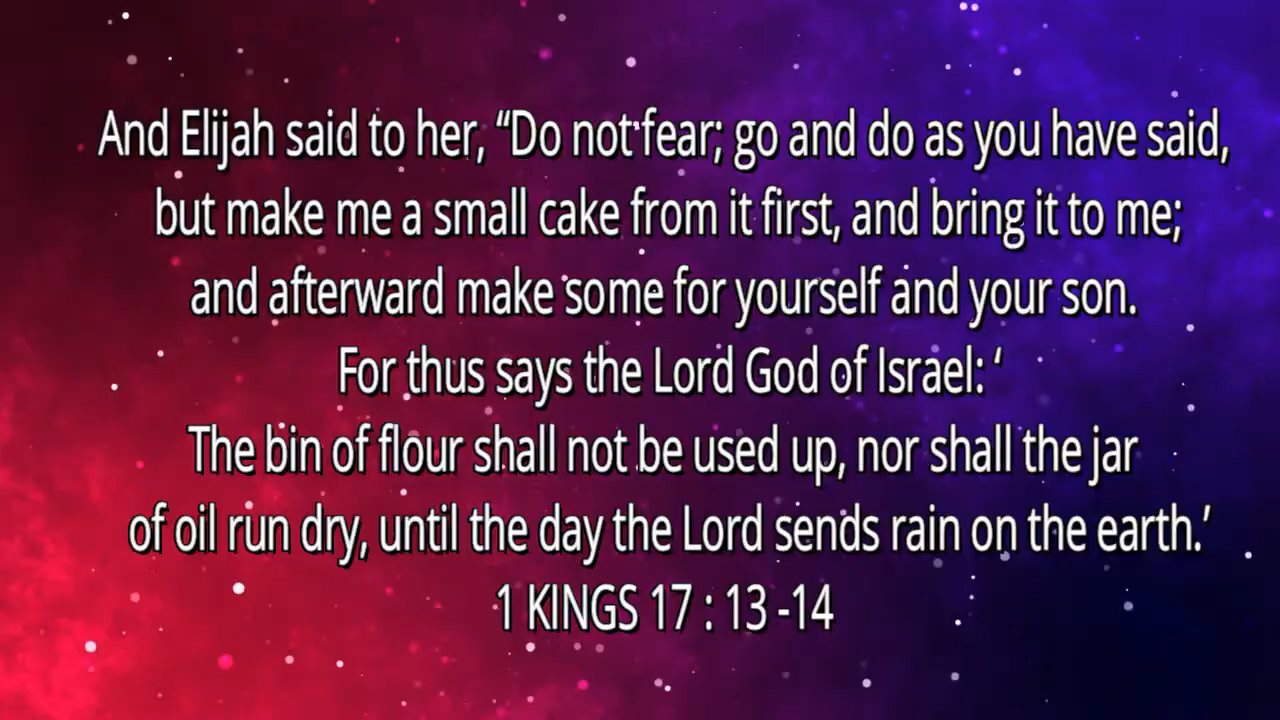 And Elijah said to her, “Do not fear; go and do as you have said,
but make me a small cake from it first, and bring it to me;
and afterward make some for yourself and your son.
For thus says the Lord God of Israel: ‘
The bin of flour shall not be used up, nor shall the jar
of oil run dry, until the day the Lord sends rain on the earth.’
1 KINGS 17 : 13 -14